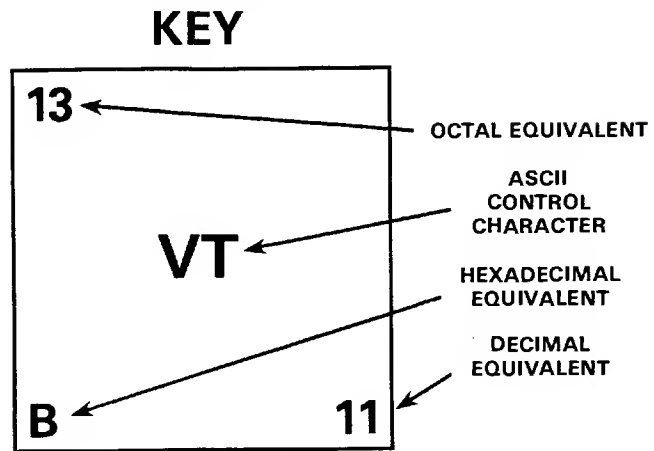 KEY
13
OCTAL EQUIVALENT
ASCII
CONTROL
CHARACTER
VT
HEXADECIMAL
EQUIVALENT
DECIMAL
EQUIVALENT
B
11